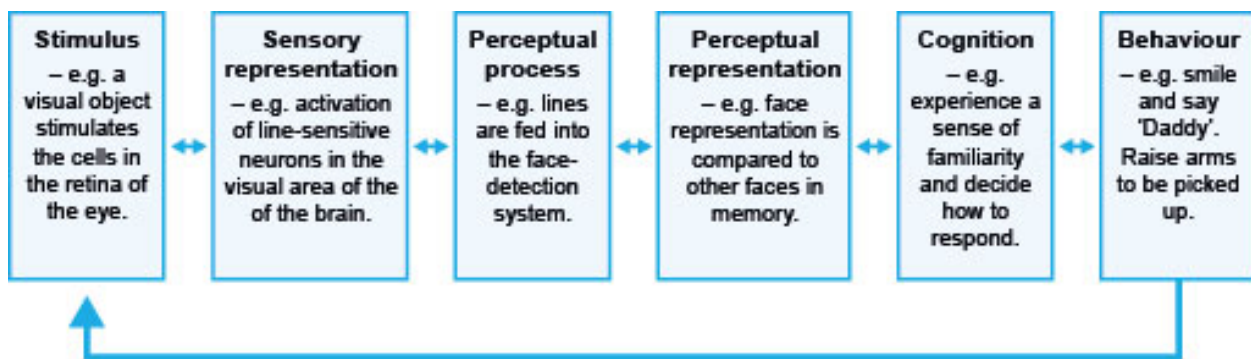 Stimulus
– e.g. a
visual object
stimulates
the cells in
the retina of
the eye.
Sensory
representation
– e.g. activation
of line-sensitive
neurons in the
visual area of the
of the brain.
Perceptual
process
– e.g. lines
are fed into
the face-
detection
system.
Perceptual
representation
– e.g. face
representation is
compared to
other faces in
memory.
Cognition
– e.g.
experience a
sense of
familiarity
and decide
how to
respond.
Behaviour
– e.g. smile
and say
'Daddy'.
Raise arms
to be picked
up.